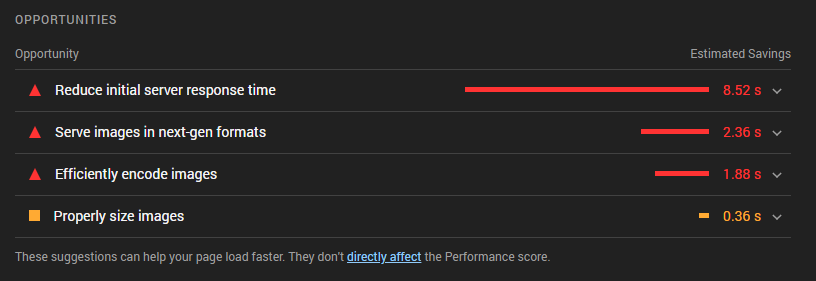 OPPORTUNITIES
Opportunity Estimated Savings
Reduce initial server response time 8.52 s
Serve images in next-gen formats 2.36 s
Efficiently encode images 1.88 s
Properly size images 0.36 s
These suggestions can help your page load faster. They don't directly affect the Performance score.